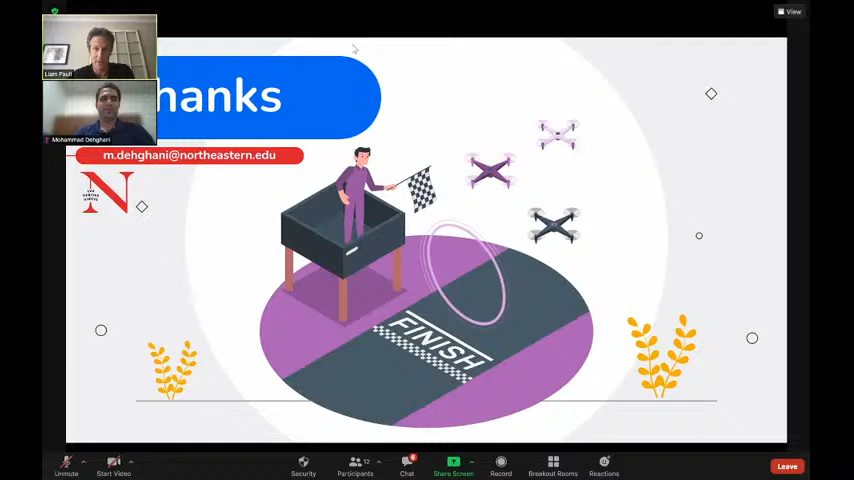 View
Liam Paull
Mohammad Dehghani
hanks
m.dehghani@northeastern.edu
N
FINISH
Unmute
Start Video
Security
Participants
12
Chat
6
Share Screen
Record
Breakout Rooms
Reactions
Leave